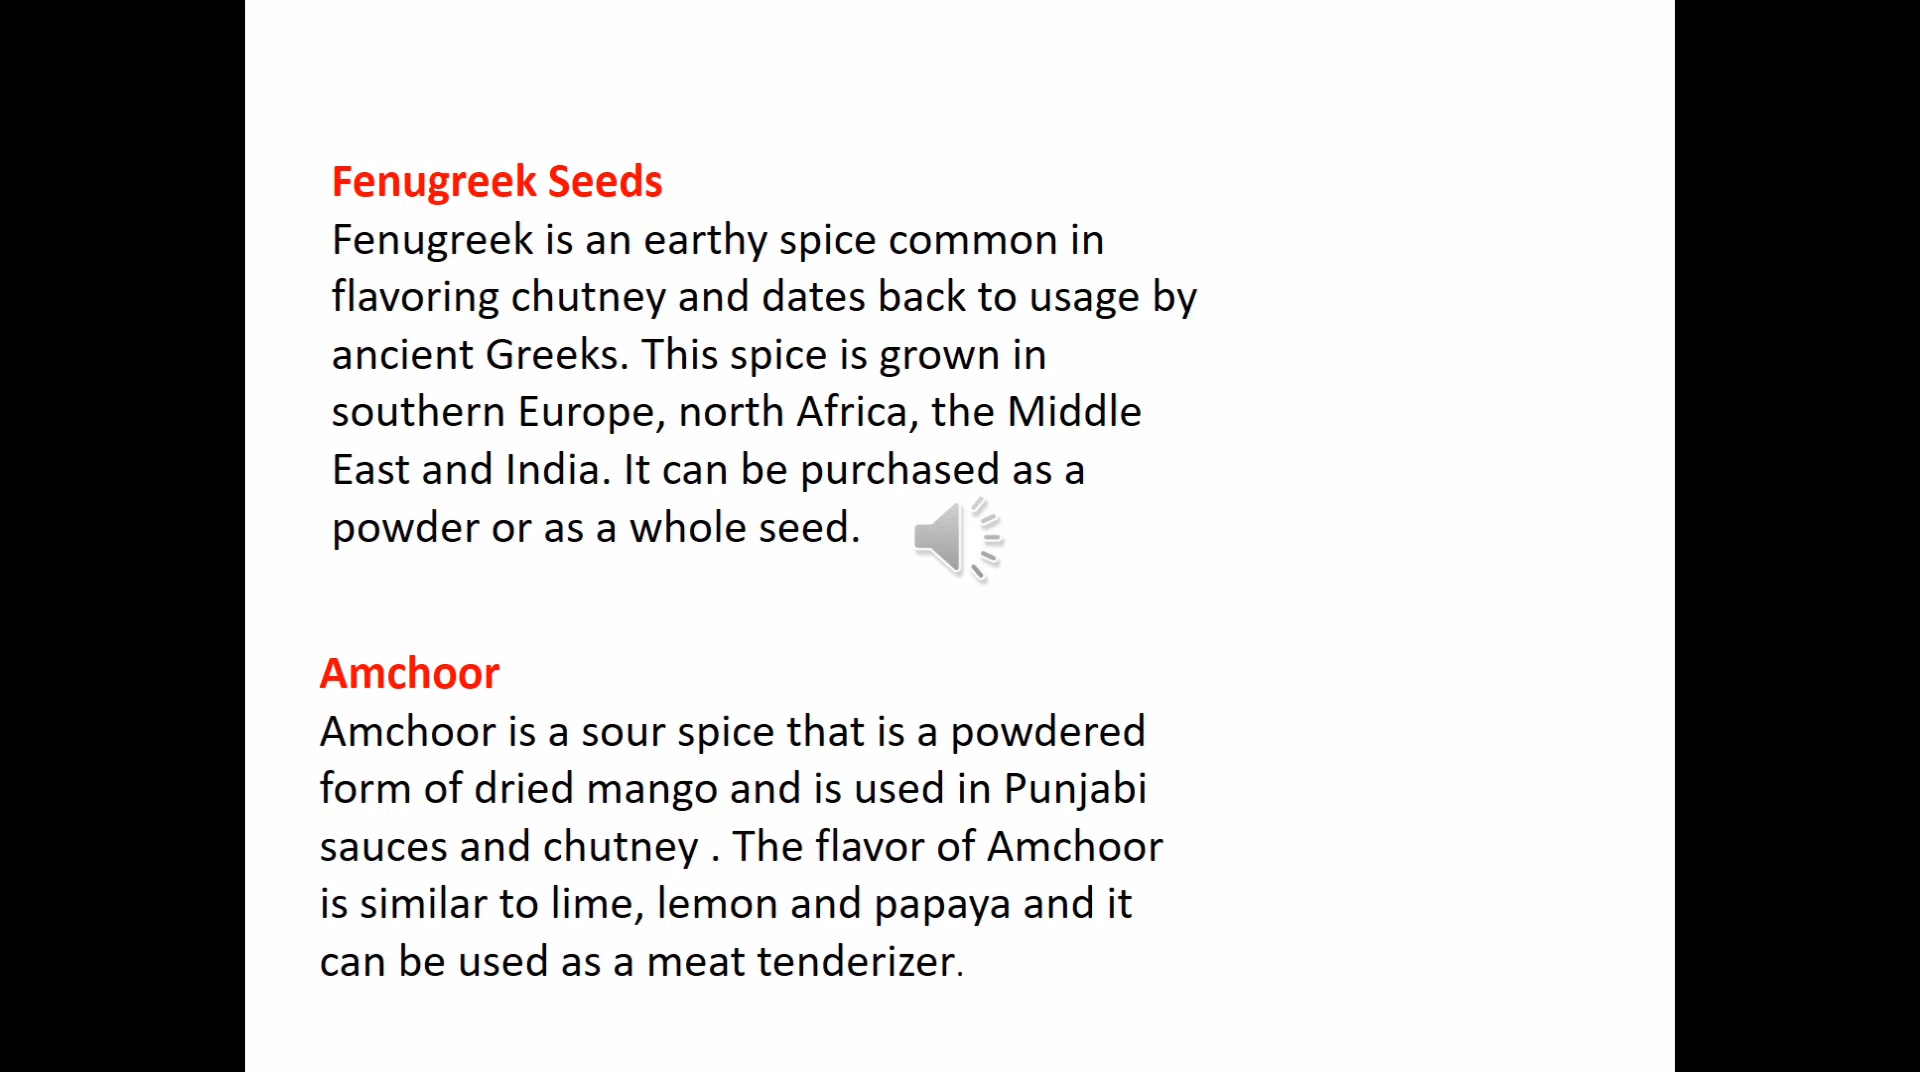 Fenugreek Seeds
Fenugreek is an earthy spice common in
flavoring chutney and dates back to usage by
ancient Greeks. This spice is grown in
southern Europe, north Africa, the Middle
East and India. It can be purchased as a
powder or as a whole seed.
Amchoor
Amchoor is a sour spice that is a powdered
form of dried mango and is used in Punjabi
sauces and chutney . The flavor of Amchoor
is similar to lime, lemon and papaya and it
can be used as a meat tenderizer.